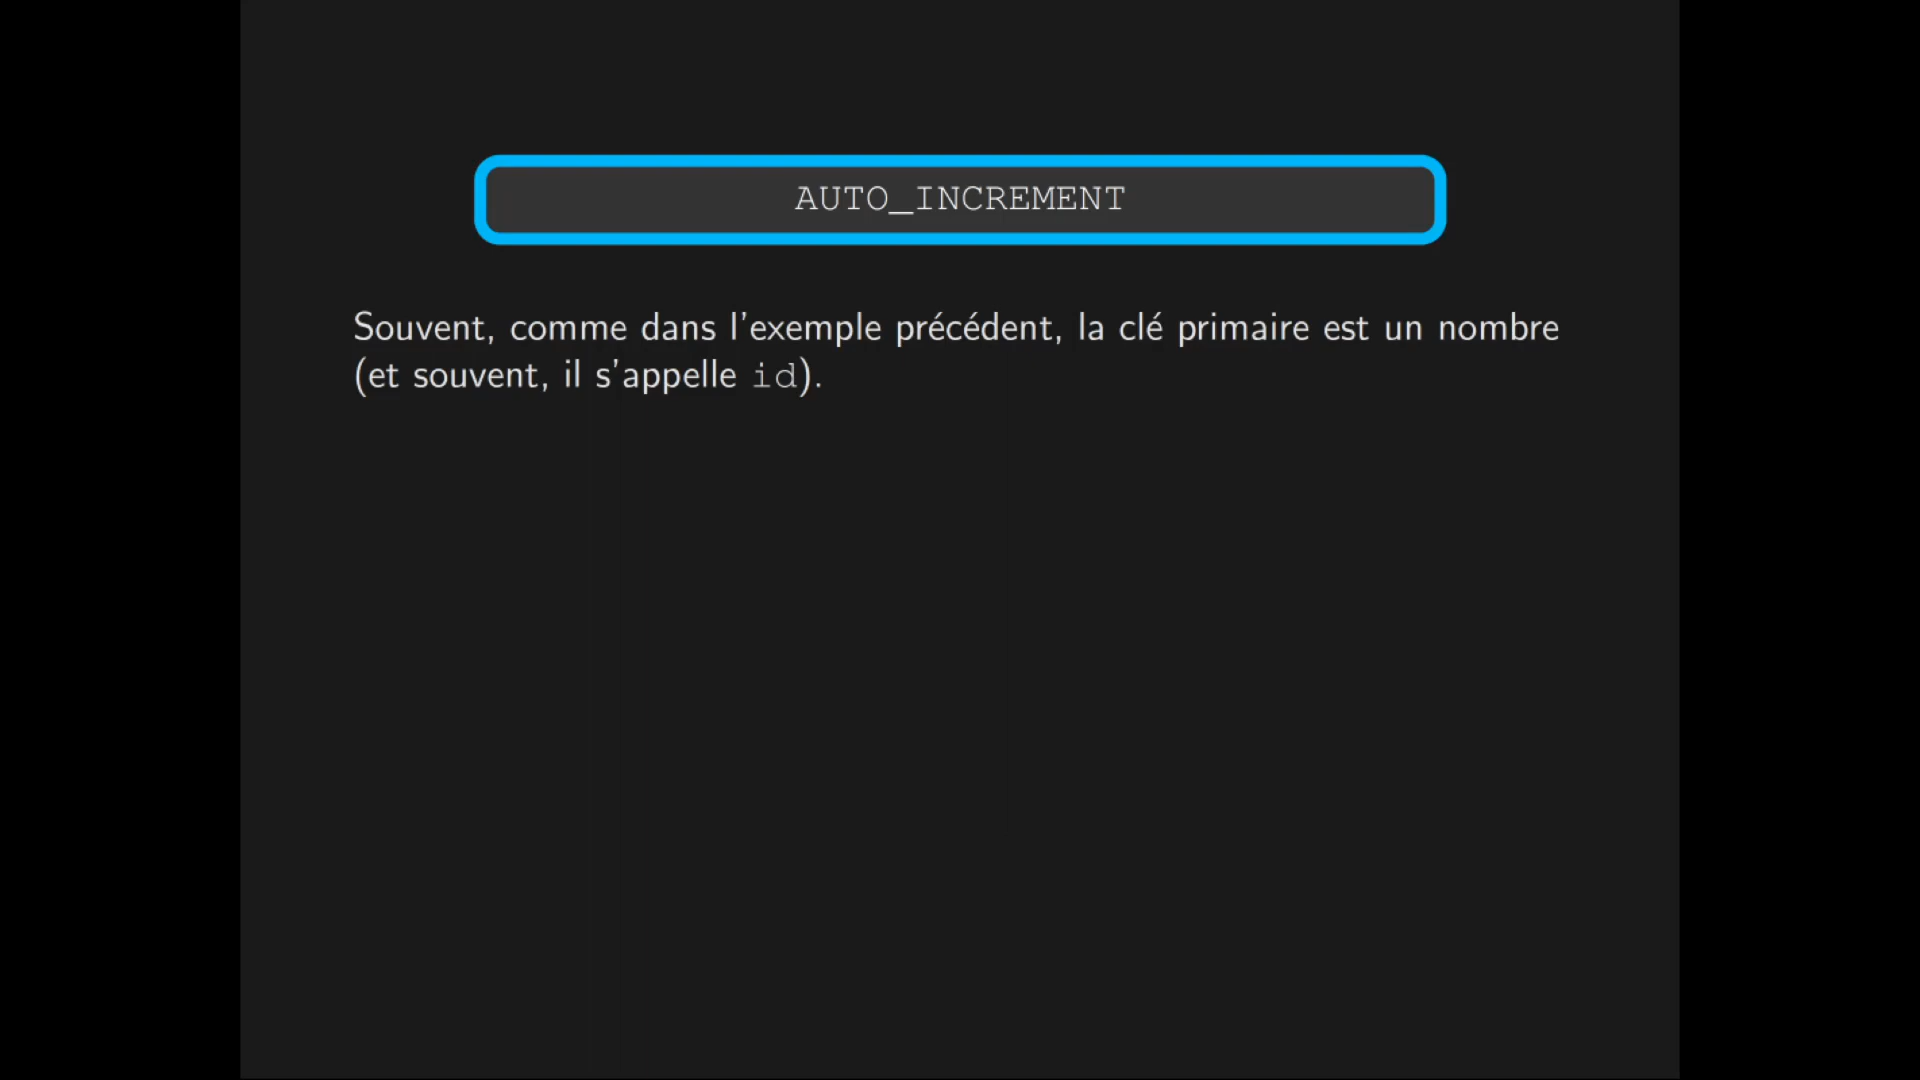 AUTO_INCREMENT
Souvent, comme dans l'exemple précédent, la clé primaire est un nombre
(et souvent, il s'appelle id).